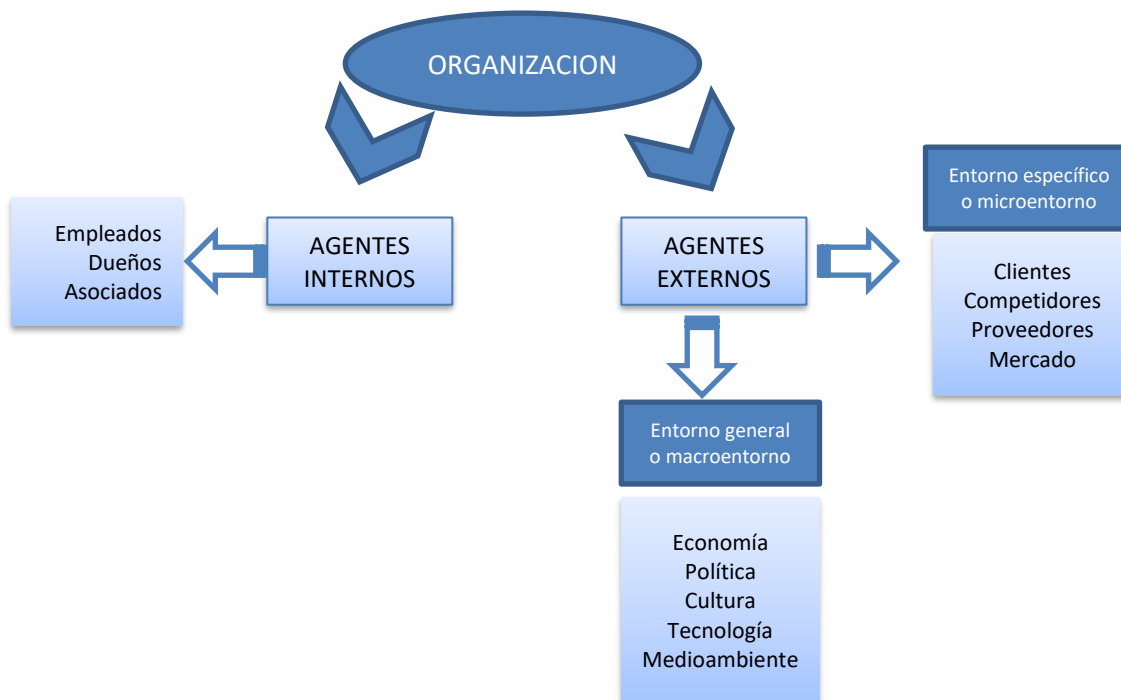 ORGANIZACION
Entorno específico
o microentorno
Empleados
Dueños
Asociados
AGENTES
INTERNOS
AGENTES
EXTERNOS
Clientes
Competidores
Proveedores
Mercado
Entorno general
o macroentorno
Economía
Política
Cultura
Tecnología
Medioambiente